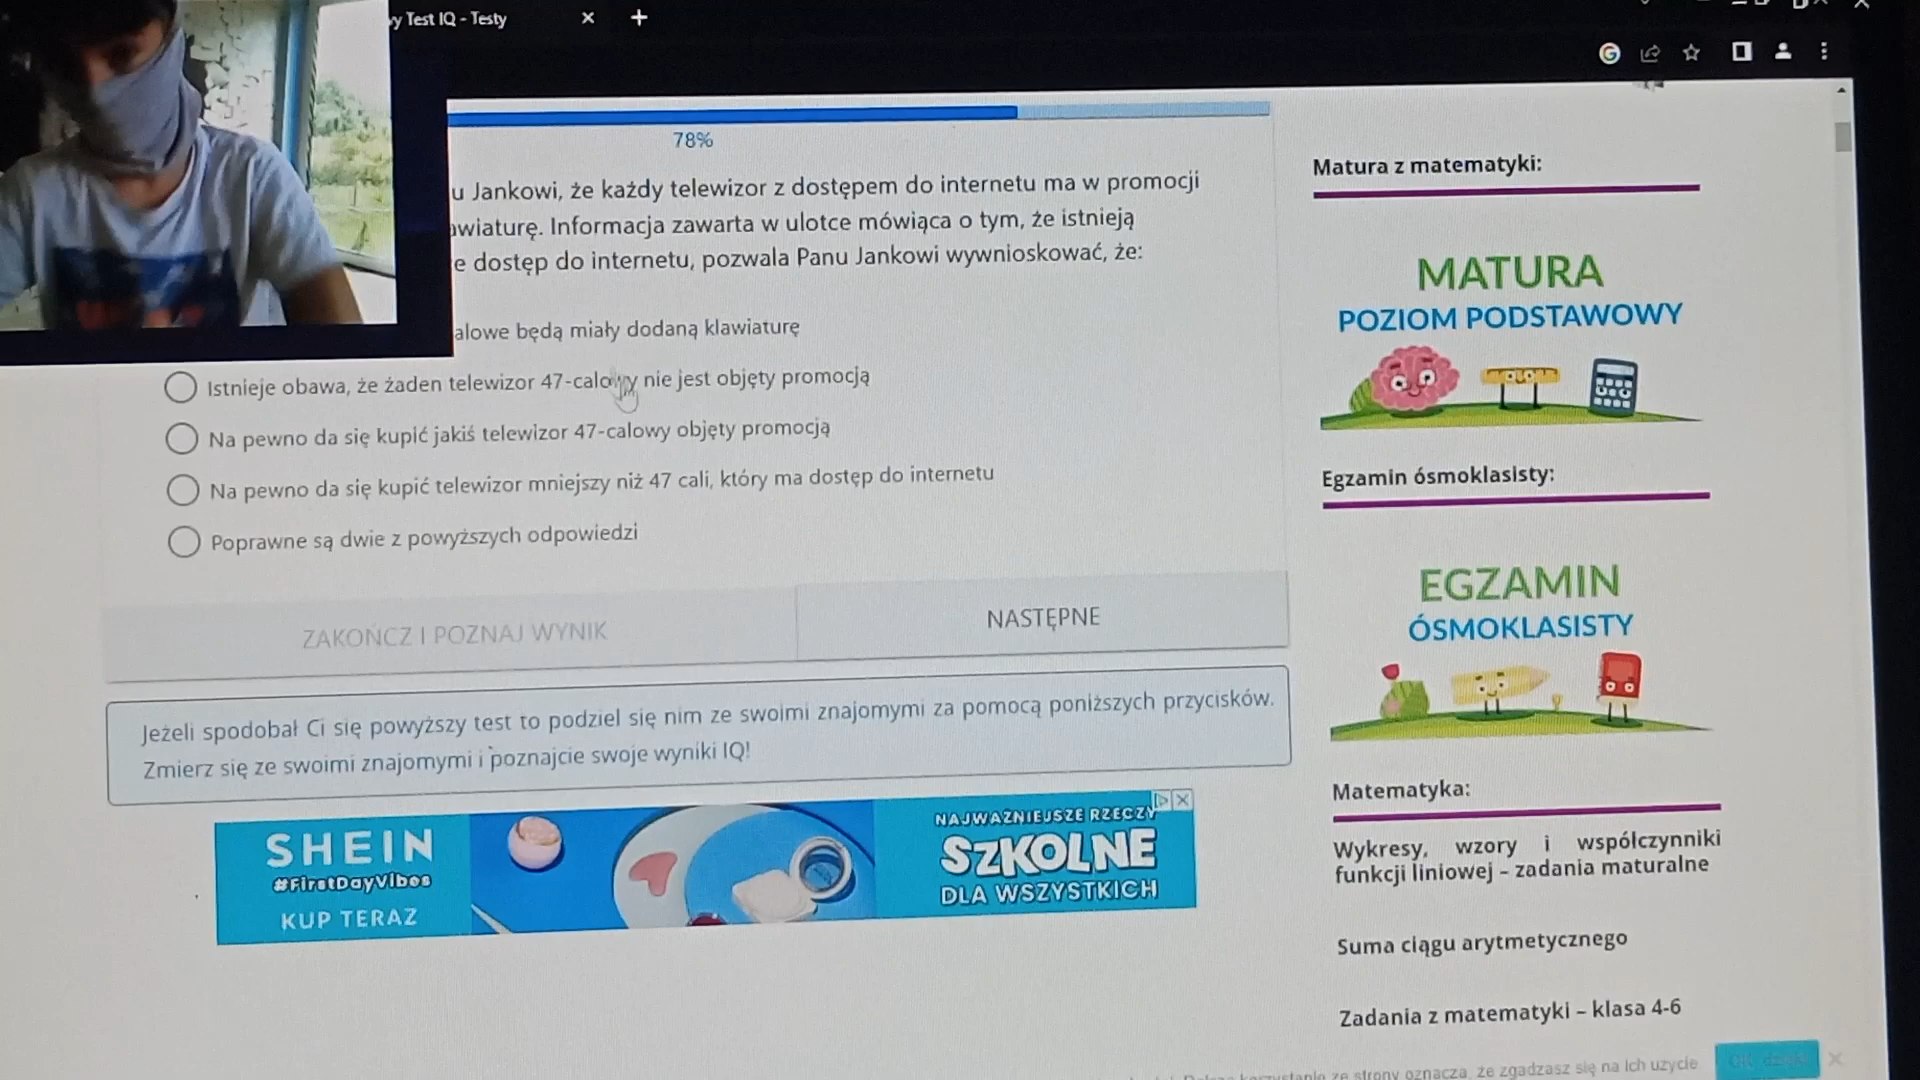 Test IQ - Testy
78%
u Jankowi, że każdy telewizor z dostępem do internetu ma w promocji
awiaturę. Informacja zawarta w ulotce mówiąca o tym, że istnieją
e dostęp do internetu, pozwala Panu Jankowi wywnioskować, że:
alowe będą miały dodaną klawiaturę
Istnieje obawa, że żaden telewizor 47-calowy nie jest objęty promocją
Na pewno da się kupić jakiś telewizor 47-calowy objęty promocją
Na pewno da się kupić telewizor mniejszy niż 47 cali, który ma dostęp do internetu
Poprawne są dwie z powyższych odpowiedzi
ZAKOŃCZ I POZNAJ WYNIK
NASTĘPNE
Jeżeli spodobał Ci się powyższy test to podziel się nim ze swoimi znajomymi za pomocą poniższych przycisków.
Zmierz się ze swoimi znajomymi i poznajcie swoje wyniki IQ!
SHEIN
#FirstDayVibes
KUP TERAZ
NAJWAŻNIEJSZE RZECZY
SZKOLNE
DLA WSZYSTKICH
Matura z matematyki:
MATURA
POZIOM PODSTAWOWY
Egzamin ósmoklasisty:
EGZAMIN
ÓSMOKLASISTY
Matematyka:
Wykresy, wzory i współczynniki
funkcji liniowej – zadania maturalne
Suma ciągu arytmetycznego
Zadania z matematyki – klasa 4-6
korzystanie ze strony oznacza, że zgadzasz się na ich użycie